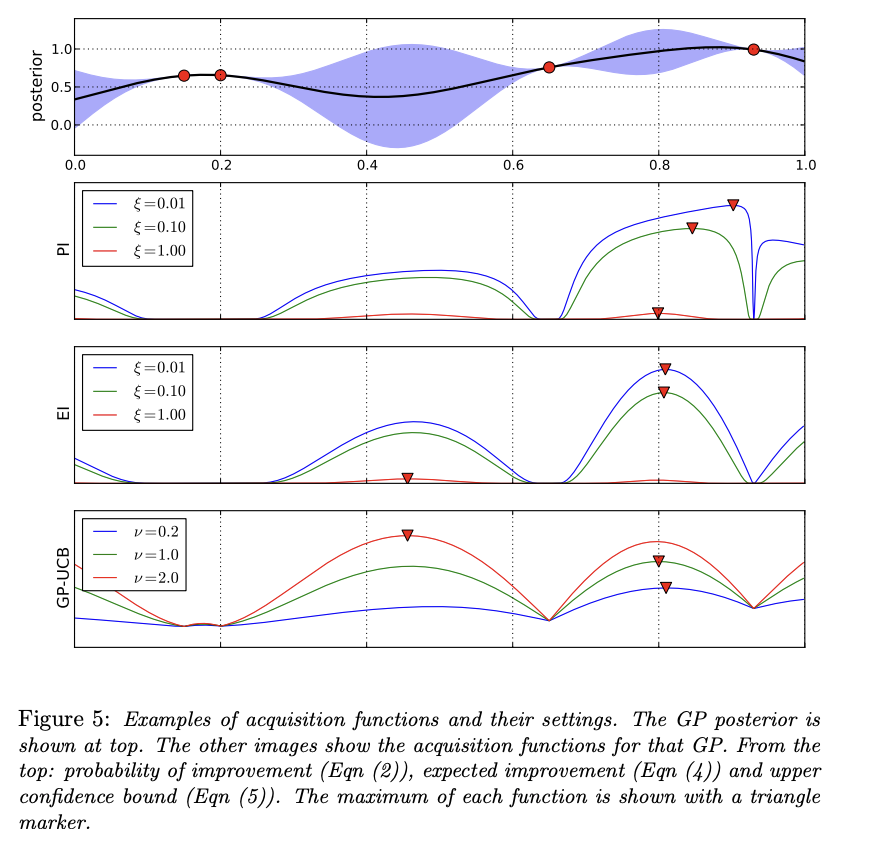 posterior
1.0
0.5
0.0
0.0 0.2 0.4 0.6 0.8 1.0
PI
ξ=0.01
ξ=0.10
ξ=1.00
EI
ξ=0.01
ξ=0.10
ξ=1.00
GP-UCB
ν=0.2
ν=1.0
ν=2.0
Figure 5: Examples of acquisition functions and their settings. The GP posterior is
shown at top. The other images show the acquisition functions for that GP. From the
top: probability of improvement (Eqn (2)), expected improvement (Eqn (4)) and upper
confidence bound (Eqn (5)). The maximum of each function is shown with a triangle
marker.